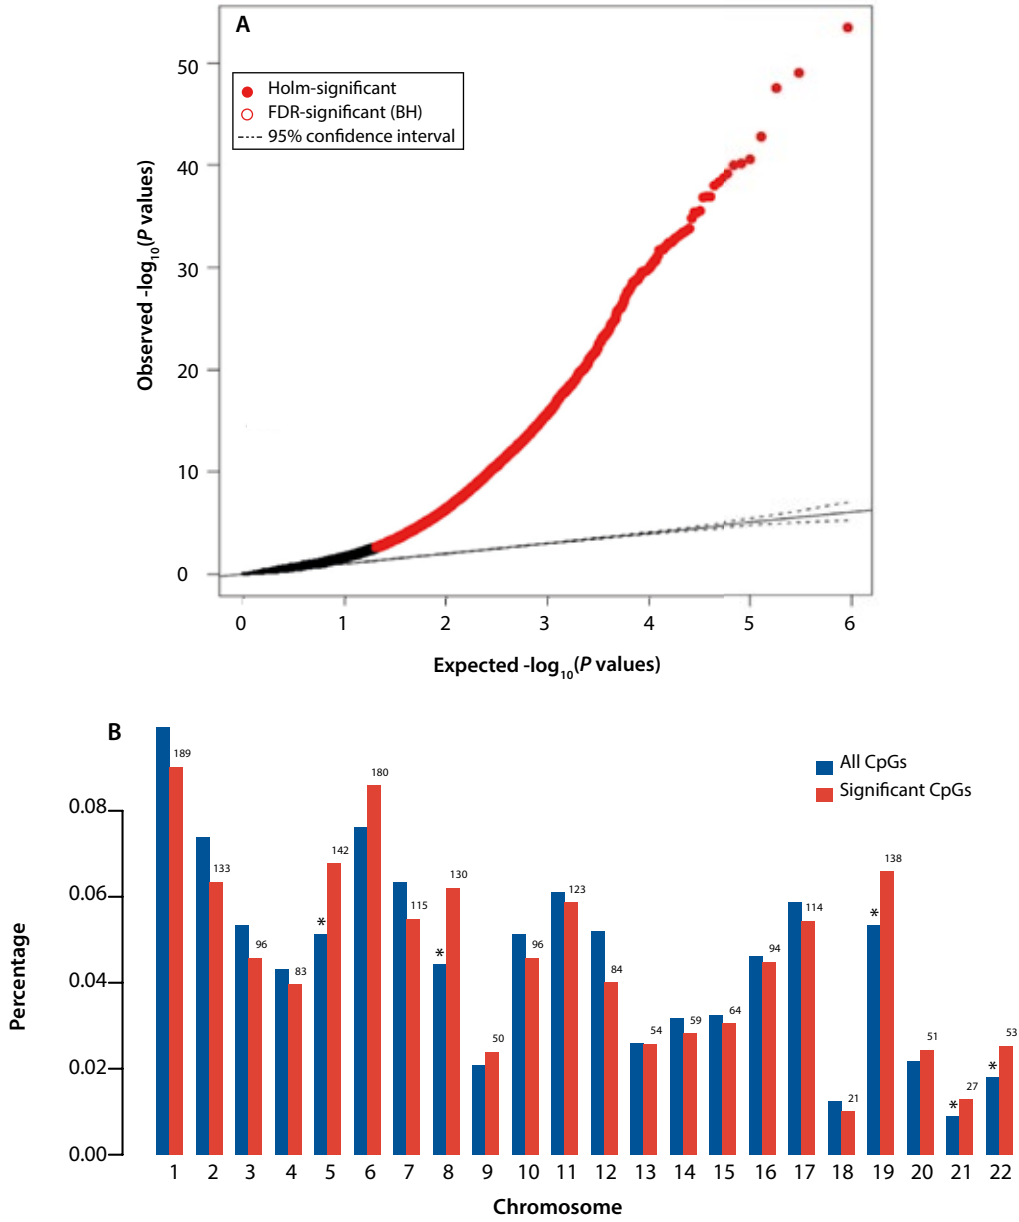 A
Holm-significant
FDR-significant (BH)
95% confidence interval
Observed -log10(P values)
50
40
30
20
10
0
0 1 2 3 4 5 6
Expected -log10(P values)
B
All CpGs
Significant CpGs
Percentage
0.08
0.06
0.04
0.02
0.00
189
133
96
83
*
142
180
115
*
130
50
96
123
84
54
59
64
94
114
21
*
138
51
*
27
*
53
1 2 3 4 5 6 7 8 9 10 11 12 13 14 15 16 17 18 19 20 21 22
Chromosome